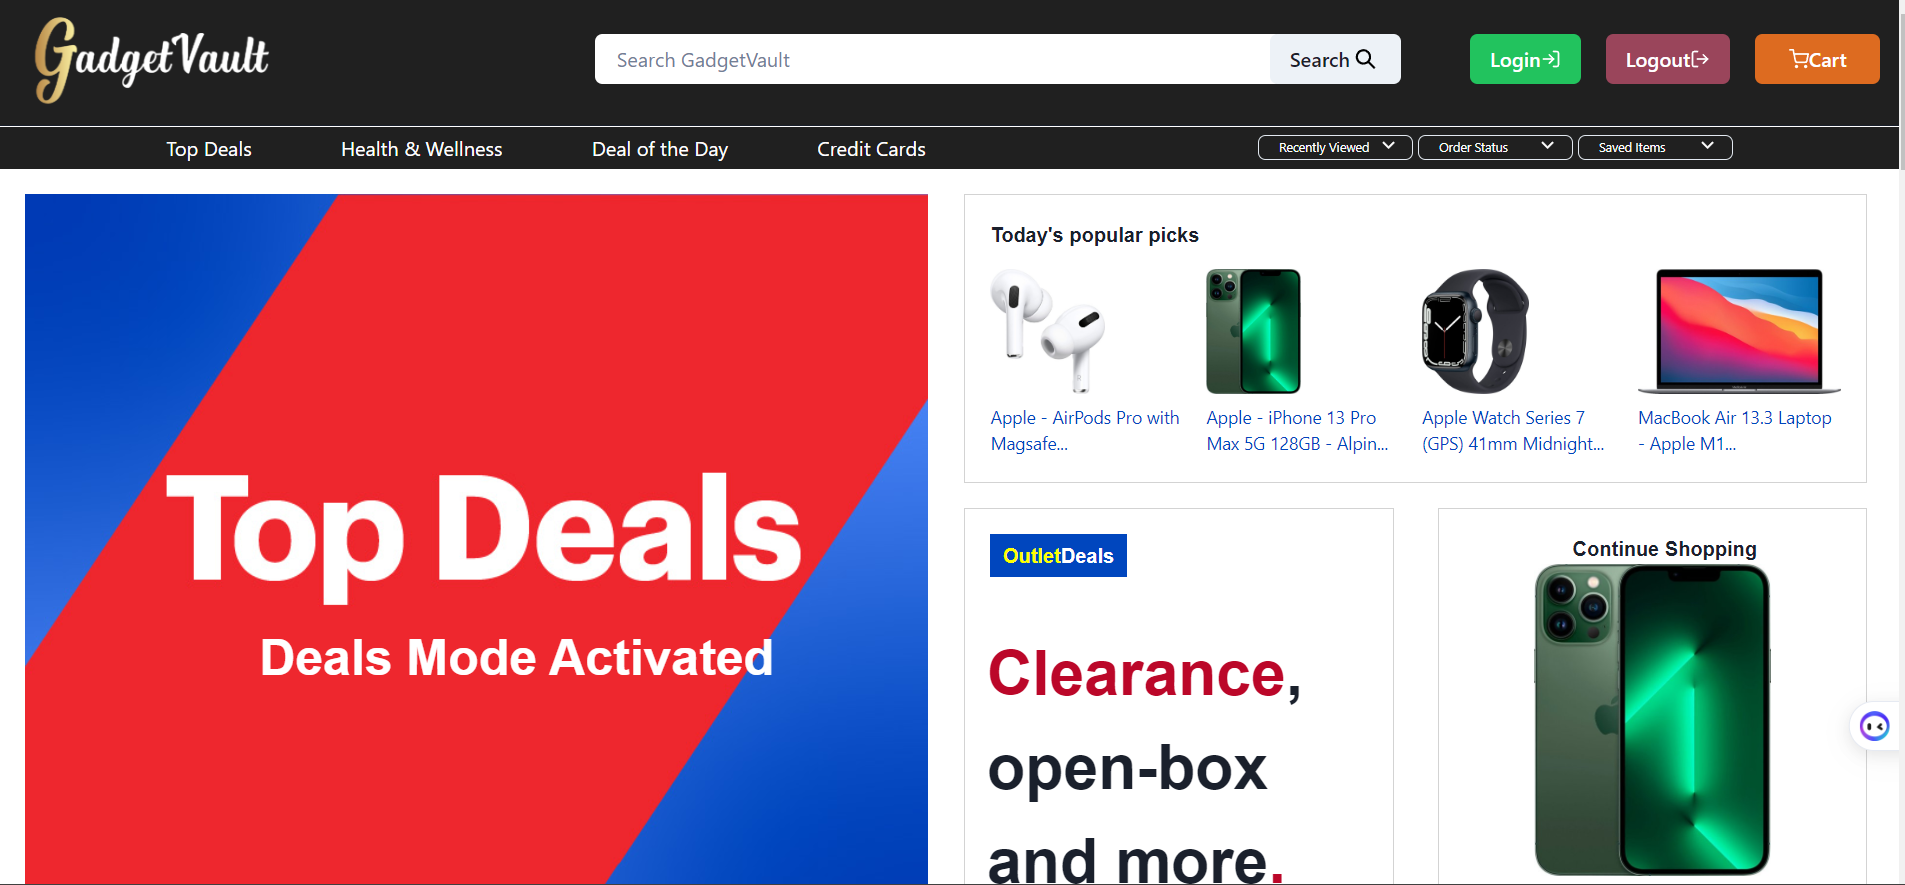 GadgetVault
Search GadgetVault
Search
Login
Logout
Cart
Top Deals
Health & Wellness
Deal of the Day
Credit Cards
Recently Viewed
Order Status
Saved Items
Top Deals
Deals Mode Activated
Today's popular picks
Apple - AirPods Pro with
Magsafe...
Apple - iPhone 13 Pro
Max 5G 128GB - Alpin...
Apple Watch Series 7
(GPS) 41mm Midnight...
MacBook Air 13.3 Laptop
- Apple M1...
OutletDeals
Clearance,
open-box
and more.
Continue Shopping